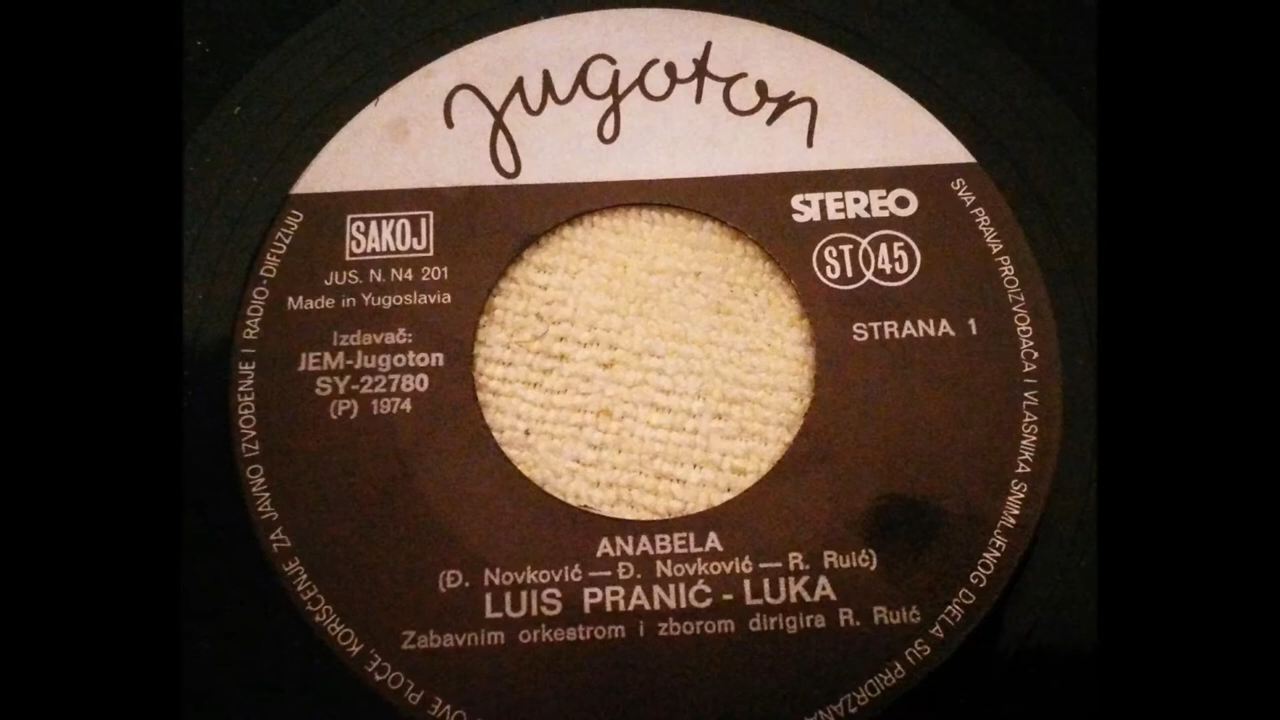 jugoton
SAKOJ
JUS. N. N4 201
Made in Yugoslavia
Izdavač:
JEM-Jugoton
SY-22780
(P) 1974
STEREO
ST 45
STRANA 1
ANABELA
(Đ. Novković — Đ. Novković — R. Ruić)
LUIS PRANIĆ - LUKA
Zabavnim orkestrom i zborom dirigira R. Ruić
SVA PRAVA PROIZVOĐAČA I VLASNIKA SNIMLJENOG DJELA SU PRIDRŽANA
OVE PLOČE, KORIŠĆENJE ZA JAVNO IZVOĐENJE I RADIO-DIFUZIJU